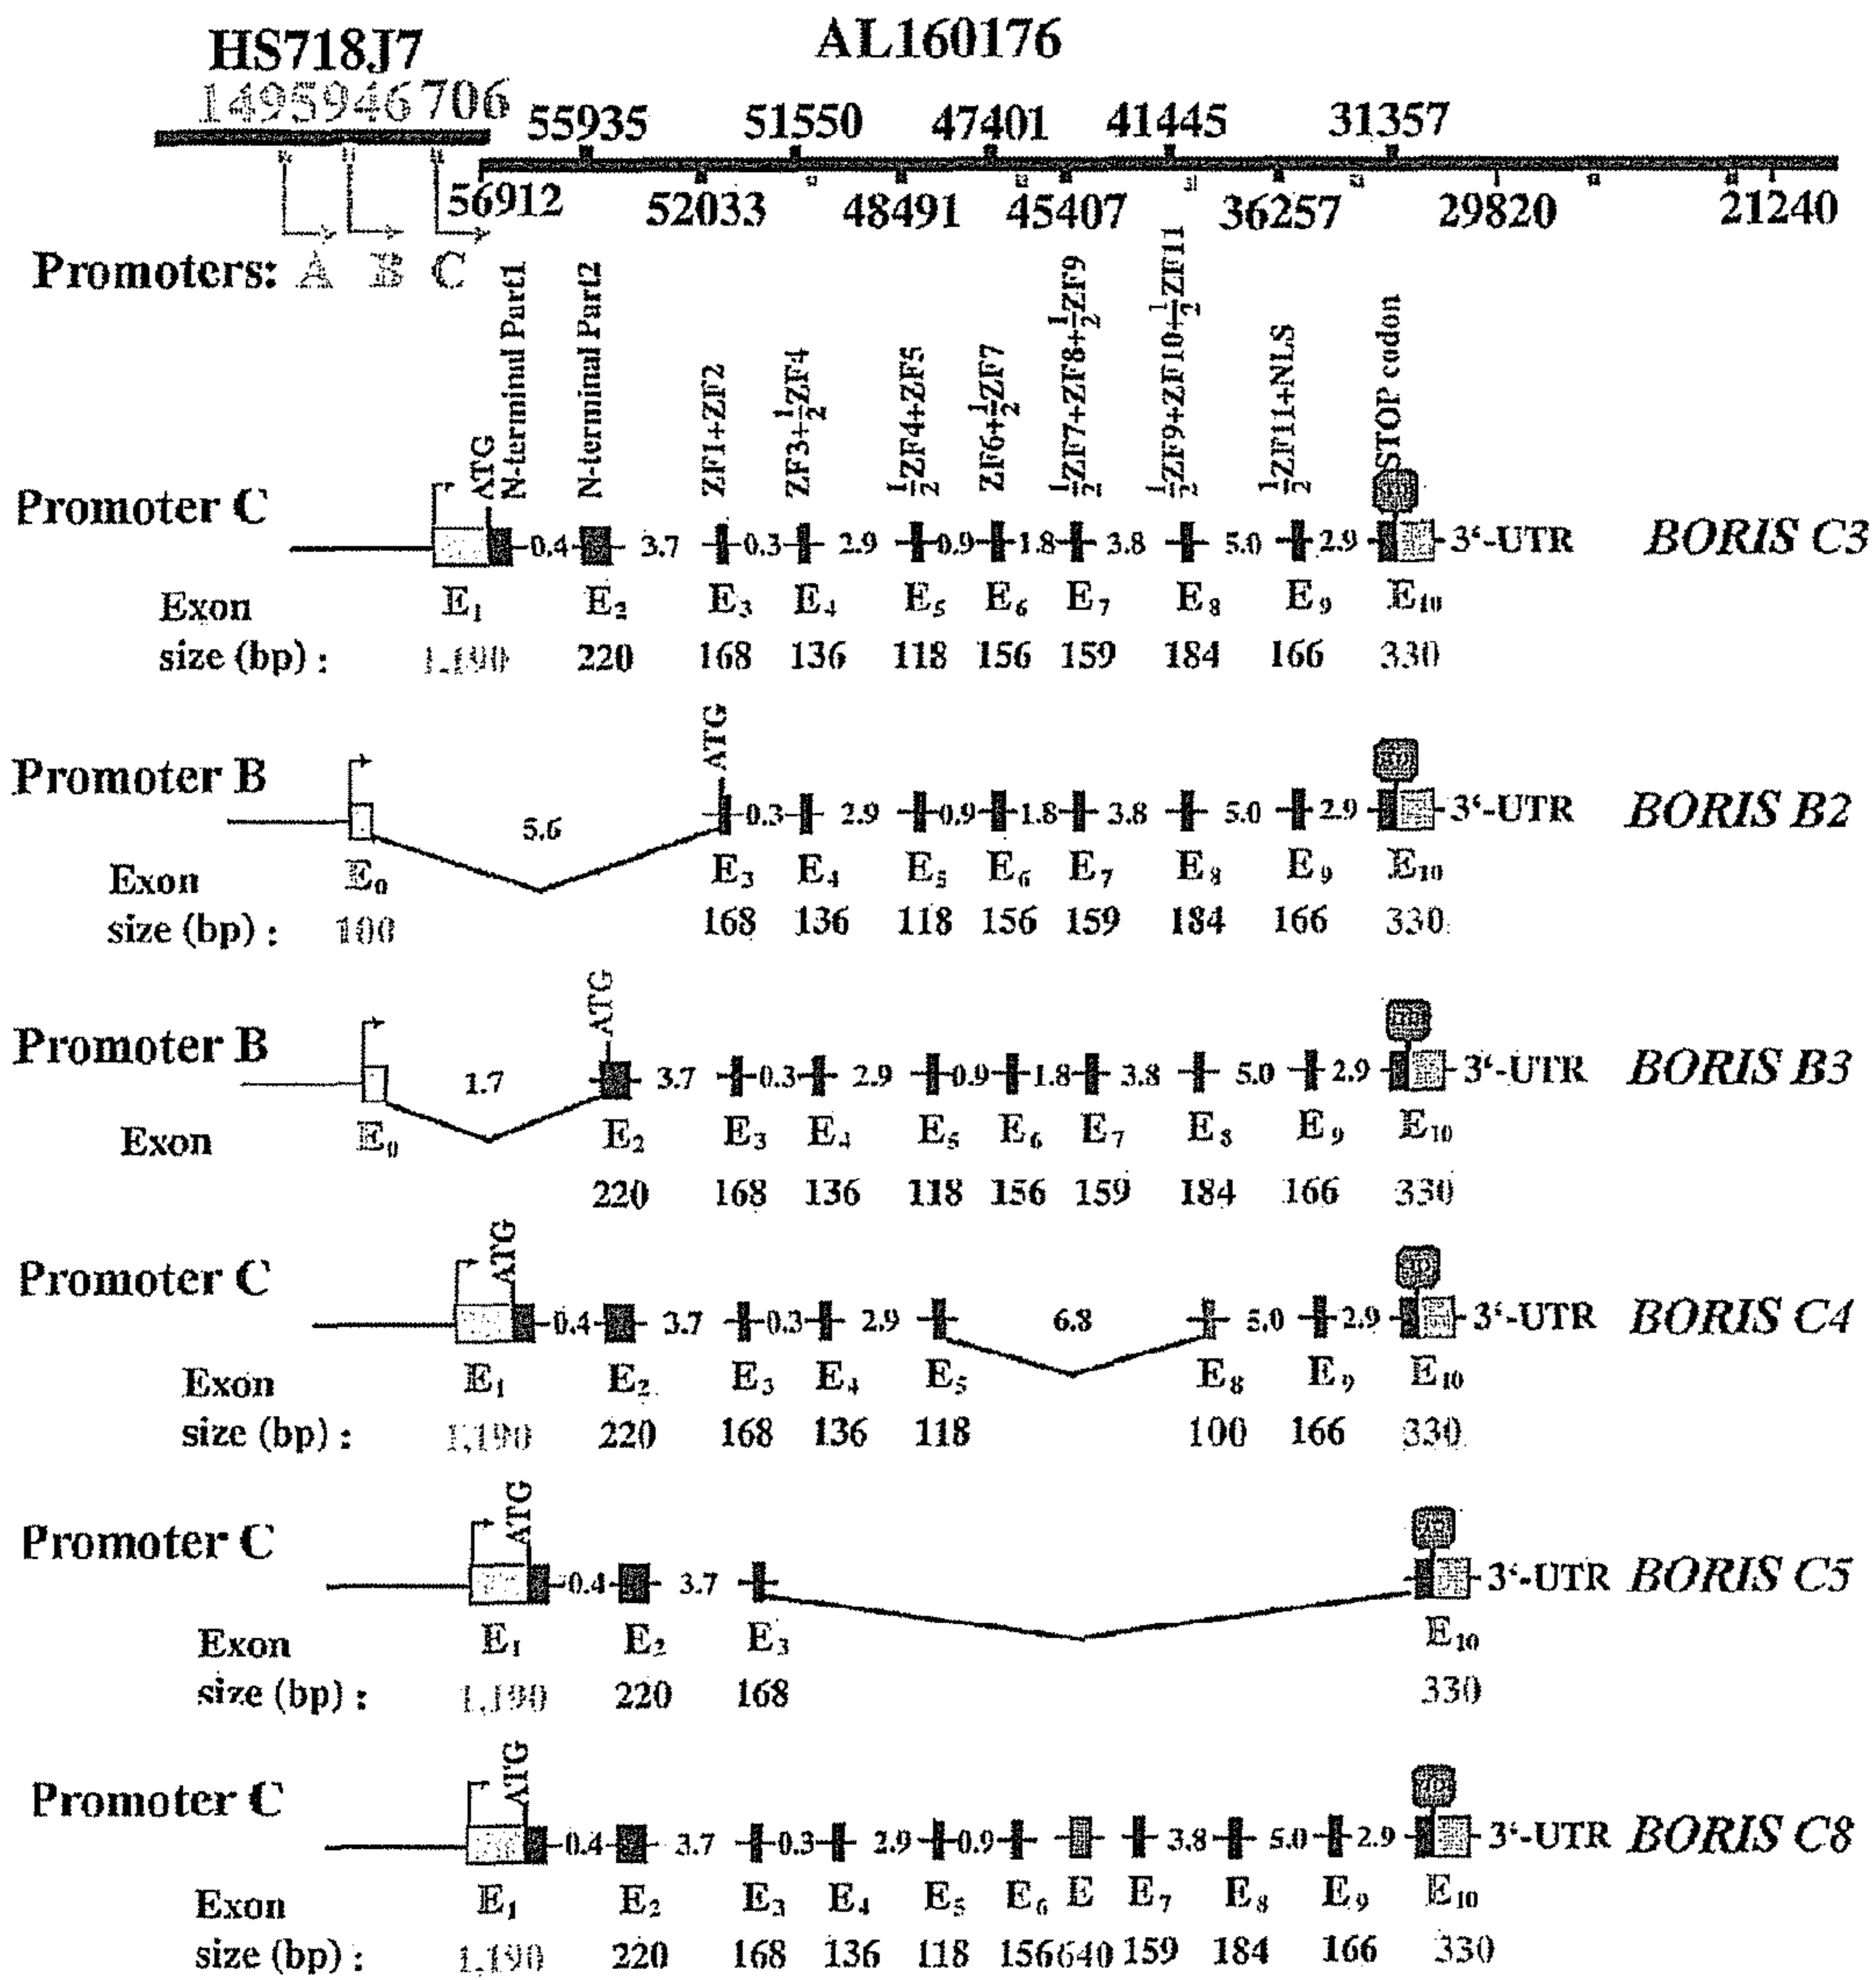 HS718J7
AL160176
1495946 706
55935 51550 47401 41445 31357
56912 52033 48491 45407 36257 29820 21240
Promoters: A B C
ATG
N-terminal Part1
N-terminal Part2
ZF1+ZF2
ZF3+½ZF4
½ZF4+ZF5
ZF6+½ZF7
½ZF7+ZF8+½ZF9
½ZF9+ZF10+½ZF11
½ZF11+NLS
STOP codon
Promoter C
0.4 3.7 0.3 2.9 0.9 1.8 3.8 5.0 2.9 3‘-UTR BORIS C3
Exon E₁ E₂ E₃ E₄ E₅ E₆ E₇ E₈ E₉ E₁₀
size (bp) : 1,190 220 168 136 118 156 159 184 166 330
ATG
Promoter B
5.6 0.3 2.9 0.9 1.8 3.8 5.0 2.9 3‘-UTR BORIS B2
Exon E₀ E₃ E₄ E₅ E₆ E₇ E₈ E₉ E₁₀
size (bp) : 100 168 136 118 156 159 184 166 330
ATG
Promoter B
1.7 3.7 0.3 2.9 0.9 1.8 3.8 5.0 2.9 3‘-UTR BORIS B3
Exon E₀ E₂ E₃ E₄ E₅ E₆ E₇ E₈ E₉ E₁₀
220 168 136 118 156 159 184 166 330
ATG
Promoter C
0.4 3.7 0.3 2.9 6.8 5.0 2.9 3‘-UTR BORIS C4
Exon E₁ E₂ E₃ E₄ E₅ E₈ E₉ E₁₀
size (bp) : 1,190 220 168 136 118 100 166 330
ATG
Promoter C
0.4 3.7 3‘-UTR BORIS C5
Exon E₁ E₂ E₃ E₁₀
size (bp) : 1,190 220 168 330
ATG
Promoter C
0.4 3.7 0.3 2.9 0.9 3.8 5.0 2.9 3‘-UTR BORIS C8
Exon E₁ E₂ E₃ E₄ E₅ E₆ E E₇ E₈ E₉ E₁₀
size (bp) : 1,190 220 168 136 118 156 640 159 184 166 330